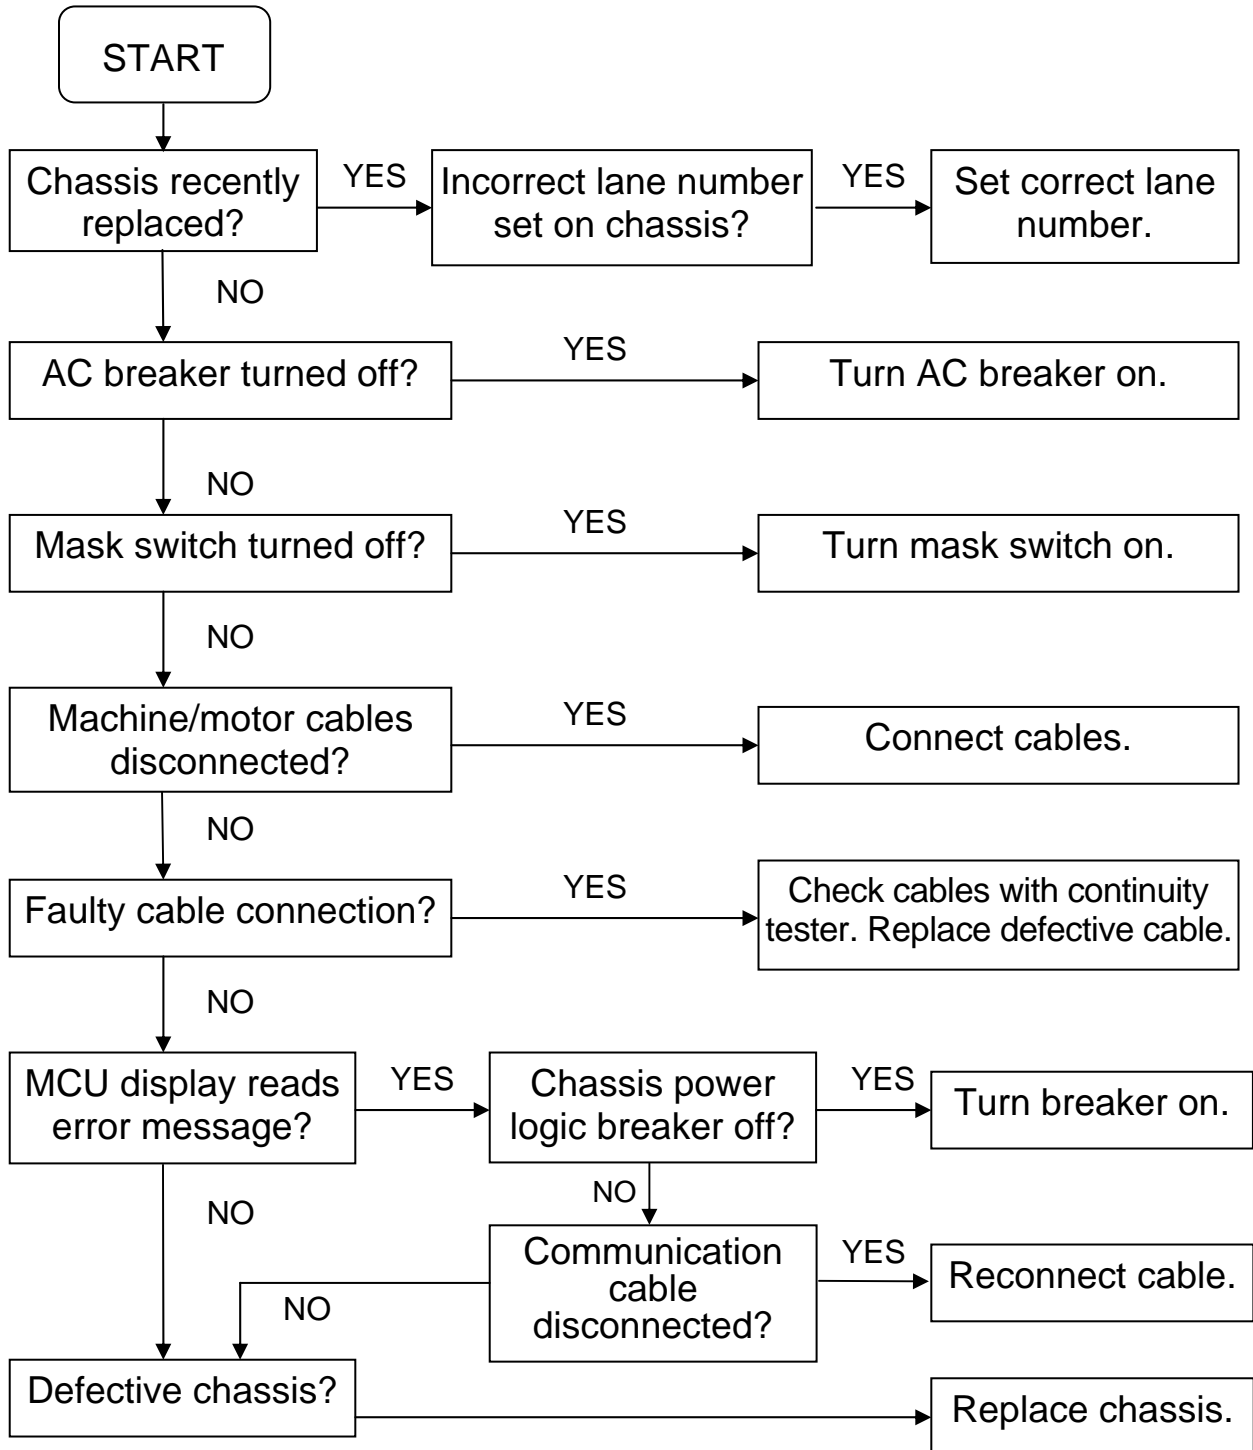 START
Chassis recently
replaced?
YES
Incorrect lane number
set on chassis?
YES
Set correct lane
number.
NO
AC breaker turned off?
YES
Turn AC breaker on.
NO
Mask switch turned off?
YES
Turn mask switch on.
NO
Machine/motor cables
disconnected?
YES
Connect cables.
NO
Faulty cable connection?
YES
Check cables with continuity
tester. Replace defective cable.
NO
MCU display reads
error message?
YES
Chassis power
logic breaker off?
YES
Turn breaker on.
NO
NO
Communication
cable
disconnected?
YES
Reconnect cable.
NO
Defective chassis?
Replace chassis.